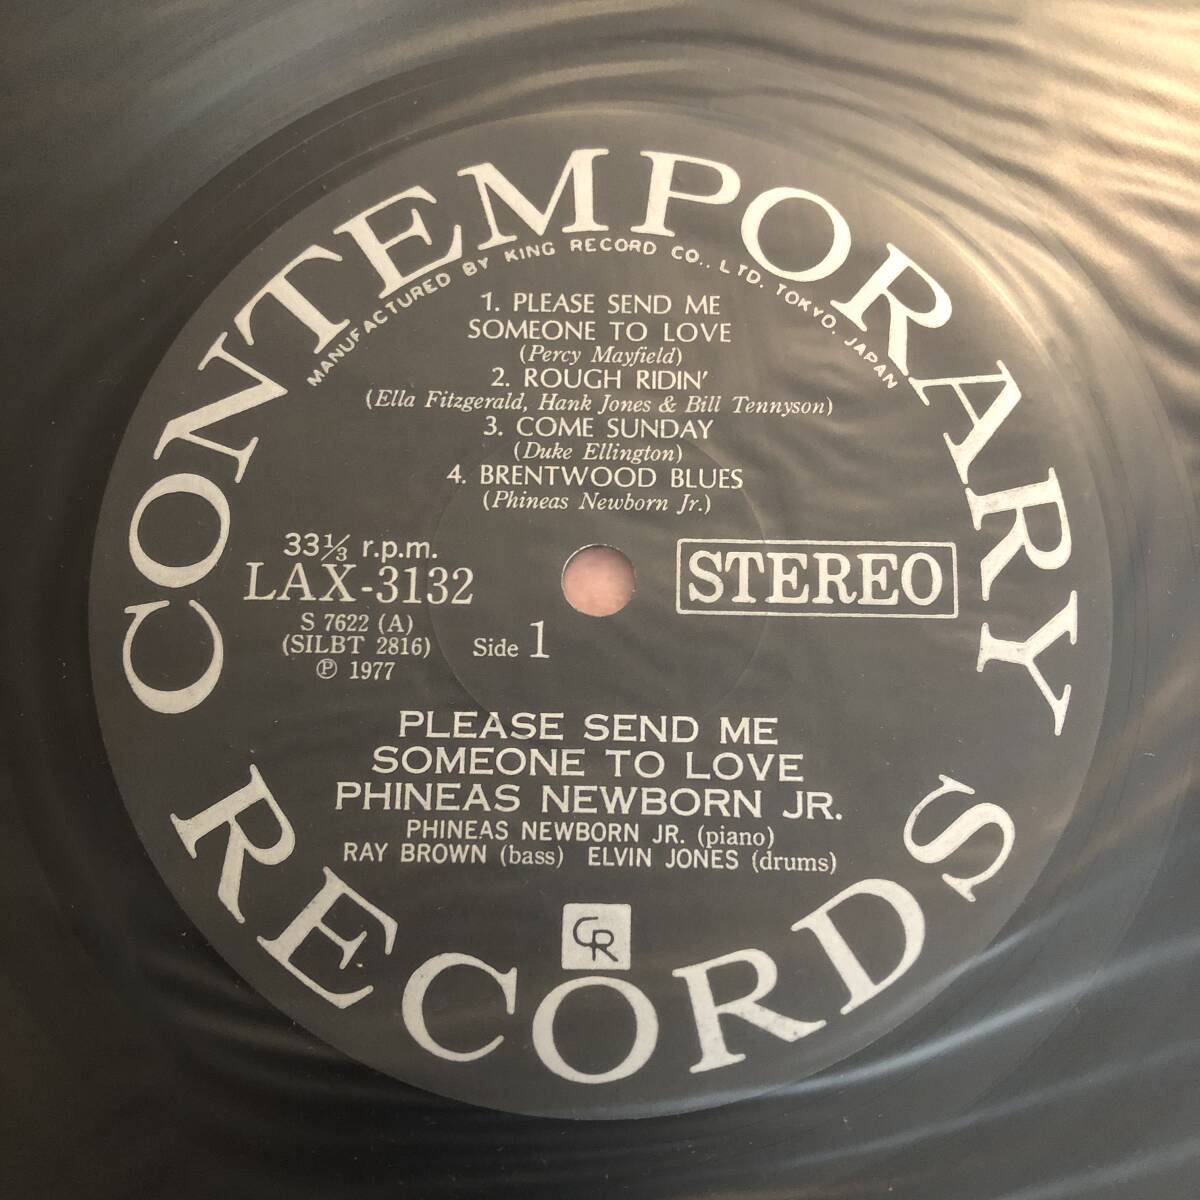 CONTEMPORARY
MANUFACTURED BY KING RECORD CO., LTD. TOKYO. JAPAN
1. PLEASE SEND ME
SOMEONE TO LOVE
(Percy Mayfield)
2. ROUGH RIDIN'
(Ella Fitzgerald, Hank Jones & Bill Tennyson)
3. COME SUNDAY
(Duke Ellington)
4. BRENTWOOD BLUES
(Phineas Newborn Jr.)
33⅓ r.p.m.
LAX-3132
S 7622 (A)
(SILBT 2816)
℗ 1977
Side 1
STEREO
PLEASE SEND ME
SOMEONE TO LOVE
PHINEAS NEWBORN JR.
PHINEAS NEWBORN JR. (piano)
RAY BROWN (bass) ELVIN JONES (drums)
CR
RECORDS